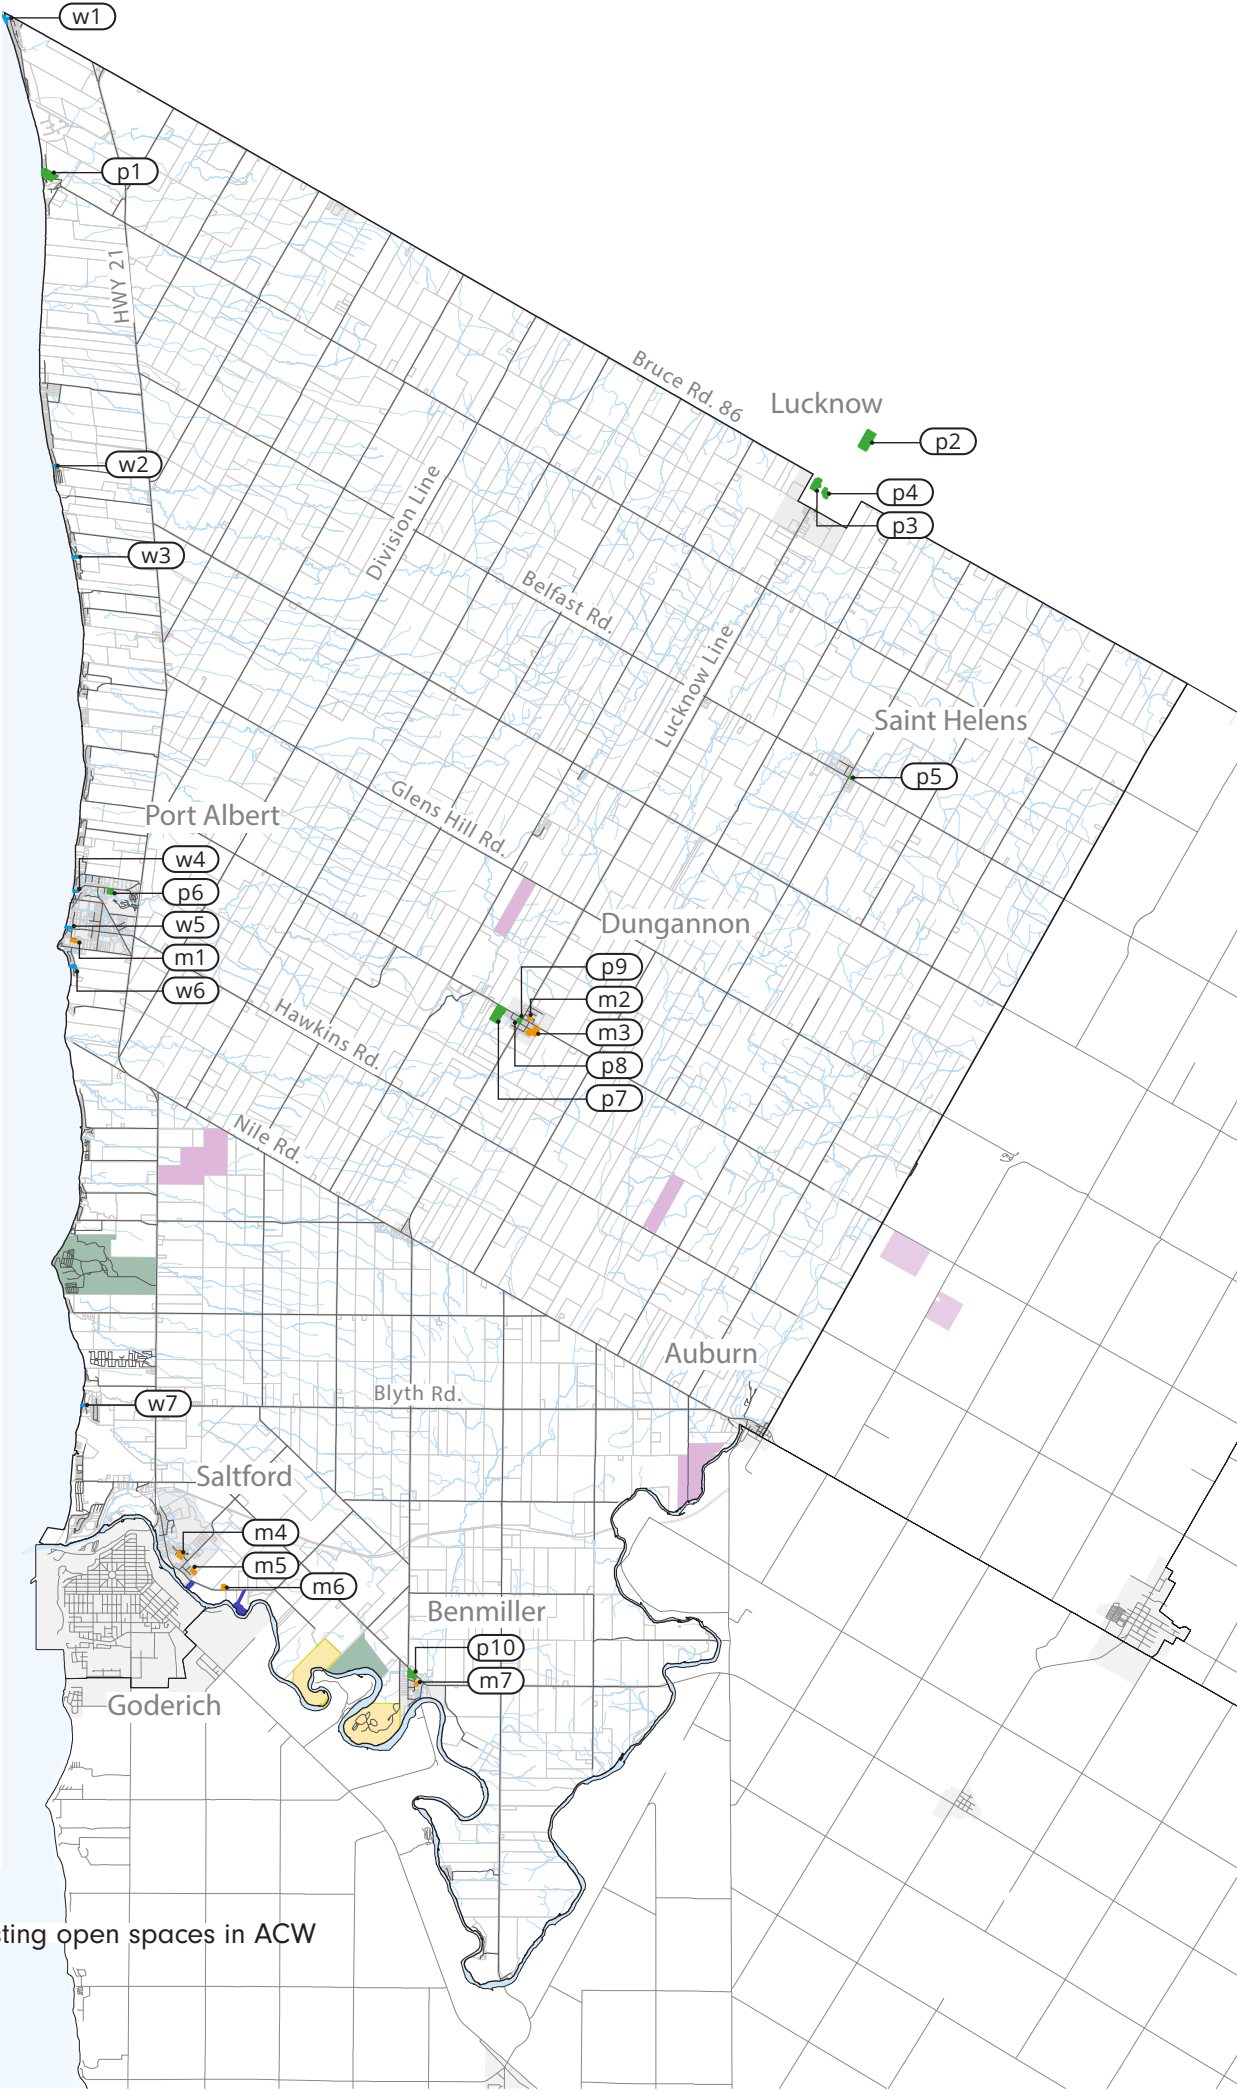 w1
p1
HWY 21
Bruce Rd. 86
Lucknow
p2
w2
p4
p3
w3
Division Line
Belfast Rd.
Lucknow Line
Saint Helens
p5
Glens Hill Rd.
Port Albert
w4
p6
w5
m1
w6
Dungannon
p9
m2
m3
p8
p7
Hawkins Rd.
Nile Rd.
Auburn
Blyth Rd.
w7
Saltford
m4
m5
m6
Benmiller
p10
m7
Goderich
sting open spaces in ACW